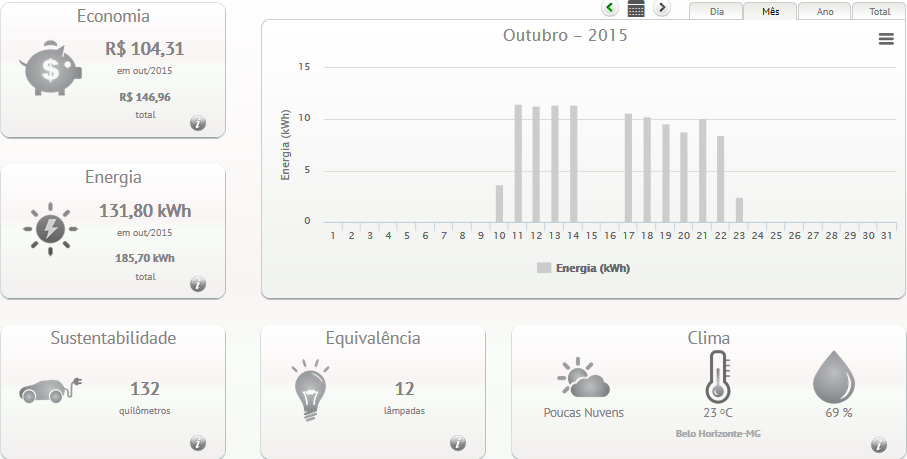 Economia
R$ 104,31
em out/2015
R$ 146,96
total
Energia
131,80 kWh
em out/2015
185,70 kWh
total
Dia Mês Ano Total
Outubro – 2015
Energia (kWh)
15
10
5
0
1 2 3 4 5 6 7 8 9 10 11 12 13 14 15 16 17 18 19 20 21 22 23 24 25 26 27 28 29 30 31
Energia (kWh)
Sustentabilidade
132
quilômetros
Equivalência
12
lâmpadas
Clima
Poucas Nuvens
23 ºC
69 %
Belo Horizonte-MG